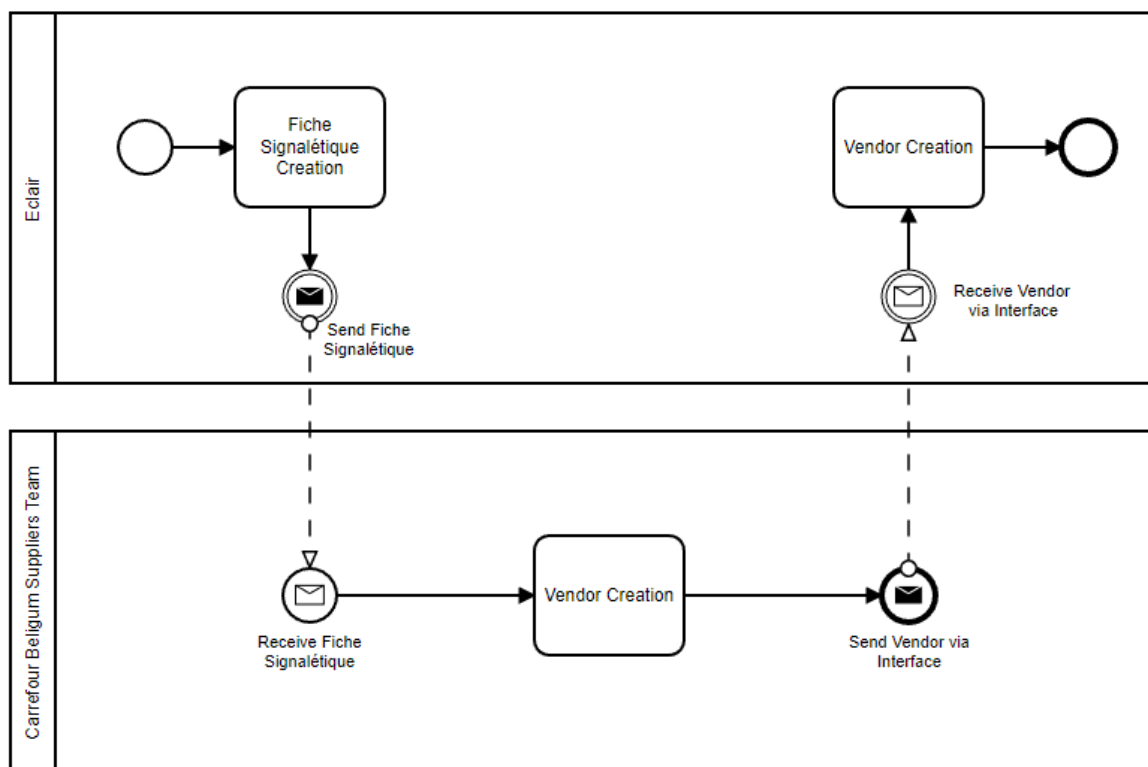 Eclair
Fiche
Signalétique
Creation
Vendor Creation
Send Fiche
Signalétique
Receive Vendor
via Interface
Carrefour Beligum Suppliers Team
Vendor Creation
Receive Fiche
Signalétique
Send Vendor via
Interface